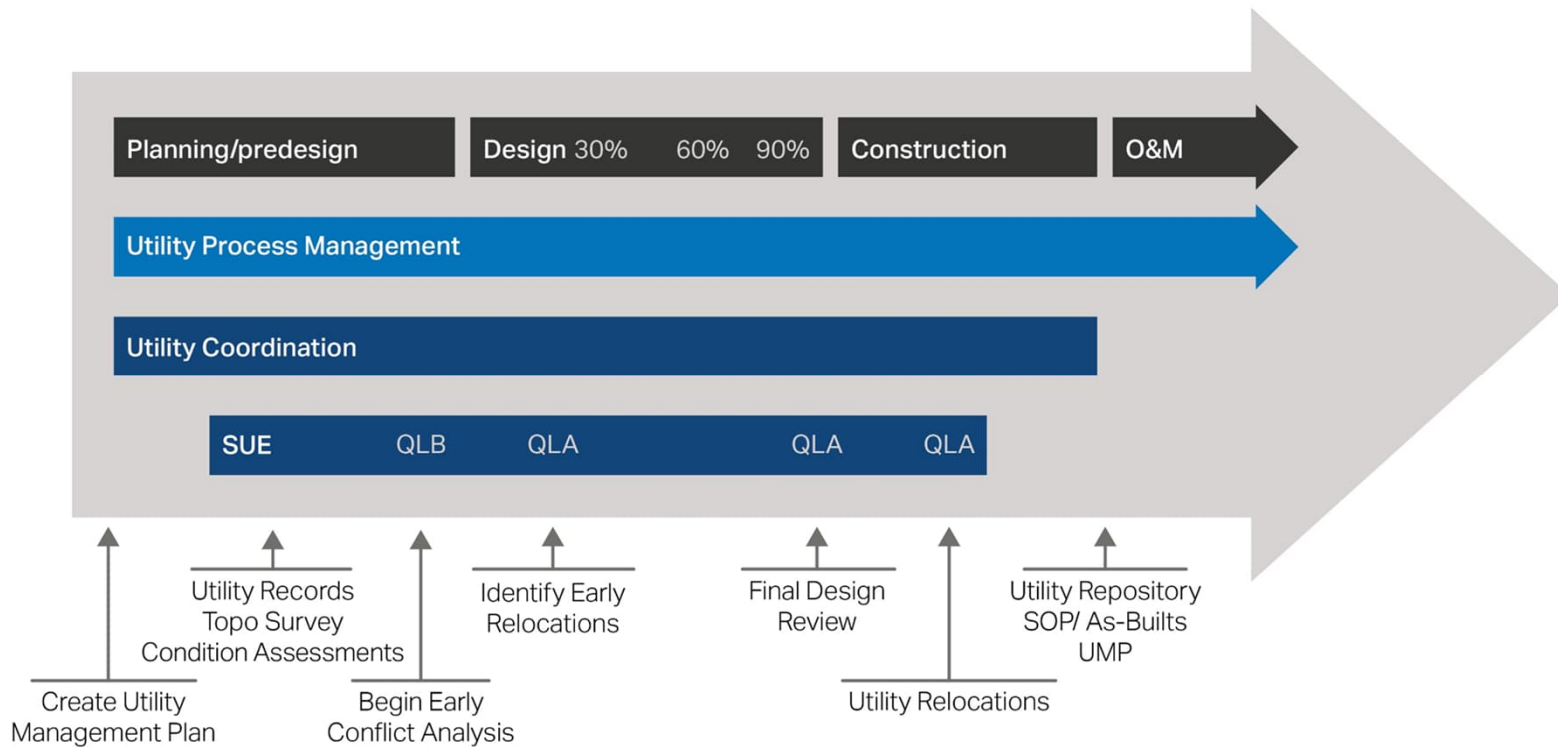 Planning/predesign
Design 30% 60% 90%
Construction
O&M
Utility Process Management
Utility Coordination
SUE QLB QLA QLA QLA
Utility Records
Topo Survey
Condition Assessments
Identify Early
Relocations
Final Design
Review
Utility Repository
SOP/ As-Builts
UMP
Create Utility
Management Plan
Begin Early
Conflict Analysis
Utility Relocations